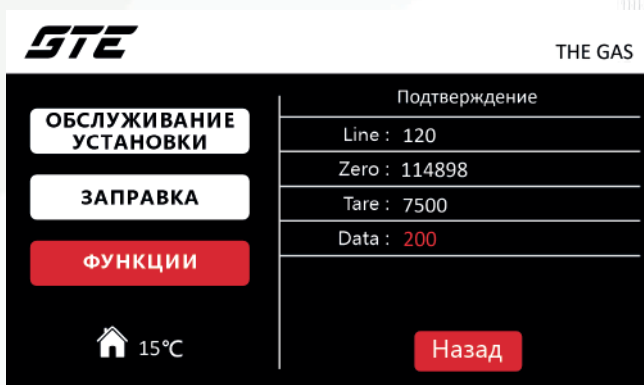 GTE
THE GAS
ОБСЛУЖИВАНИЕ
УСТАНОВКИ
ЗАПРАВКА
ФУНКЦИИ
15℃
Подтверждение
Line : 120
Zero : 114898
Tare : 7500
Data : 200
Назад